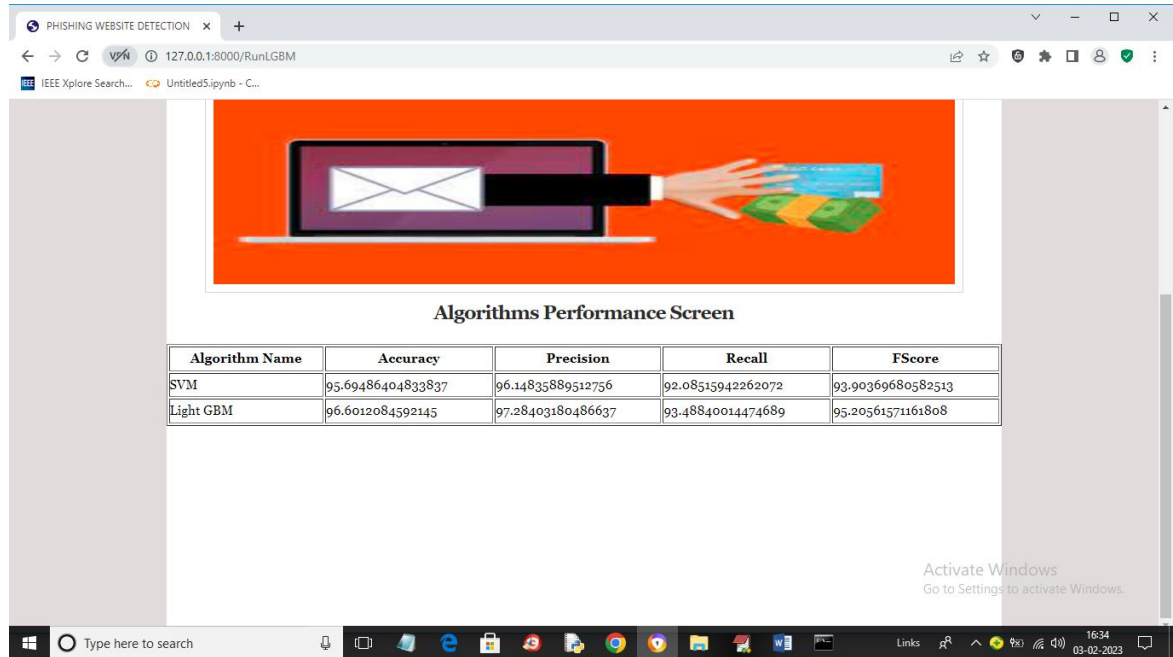 PHISHING WEBSITE DETECTION
VPN 127.0.0.1:8000/RunLGBM
IEEE IEEE Xplore Search... Untitled5.ipynb - C...
Algorithms Performance Screen
Algorithm Name Accuracy Precision Recall FScore
SVM 95.69486404833837 96.14835889512756 92.08515942262072 93.90369680582513
Light GBM 96.6012084592145 97.28403180486637 93.48840014474689 95.20561571161808
Activate Windows
Go to Settings to activate Windows.
Type here to search Links 16:34
03-02-2023